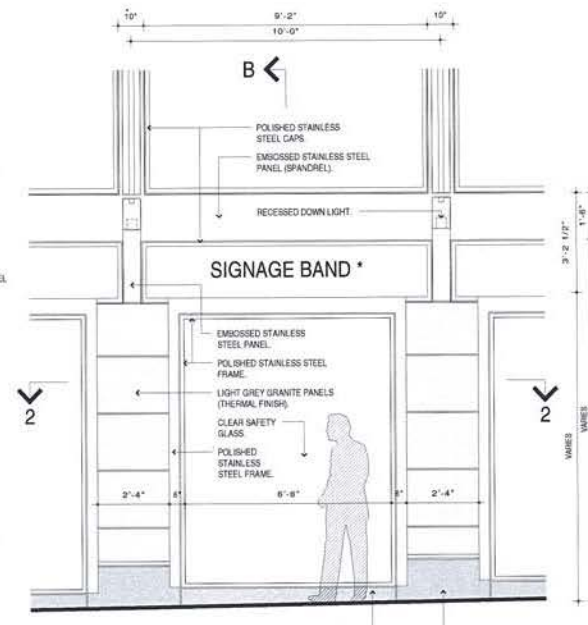 10" 9'-2" 10"
10'-0"
B
POLISHED STAINLESS
STEEL CAPS.
EMBOSSED STAINLESS STEEL
PANEL (SPANDREL).
RECESSED DOWN LIGHT.
3'-2 1/2"
1'-6"
SIGNAGE BAND *
EMBOSSED STAINLESS
STEEL PANEL.
POLISHED STAINLESS STEEL
FRAME.
LIGHT GREY GRANITE PANELS
(THERMAL FINISH).
CLEAR SAFETY
GLASS.
POLISHED
STAINLESS
STEEL FRAME.
2 2
VARIES
VARIES
2'-4" 6" 6'-8" 6" 2'-4"